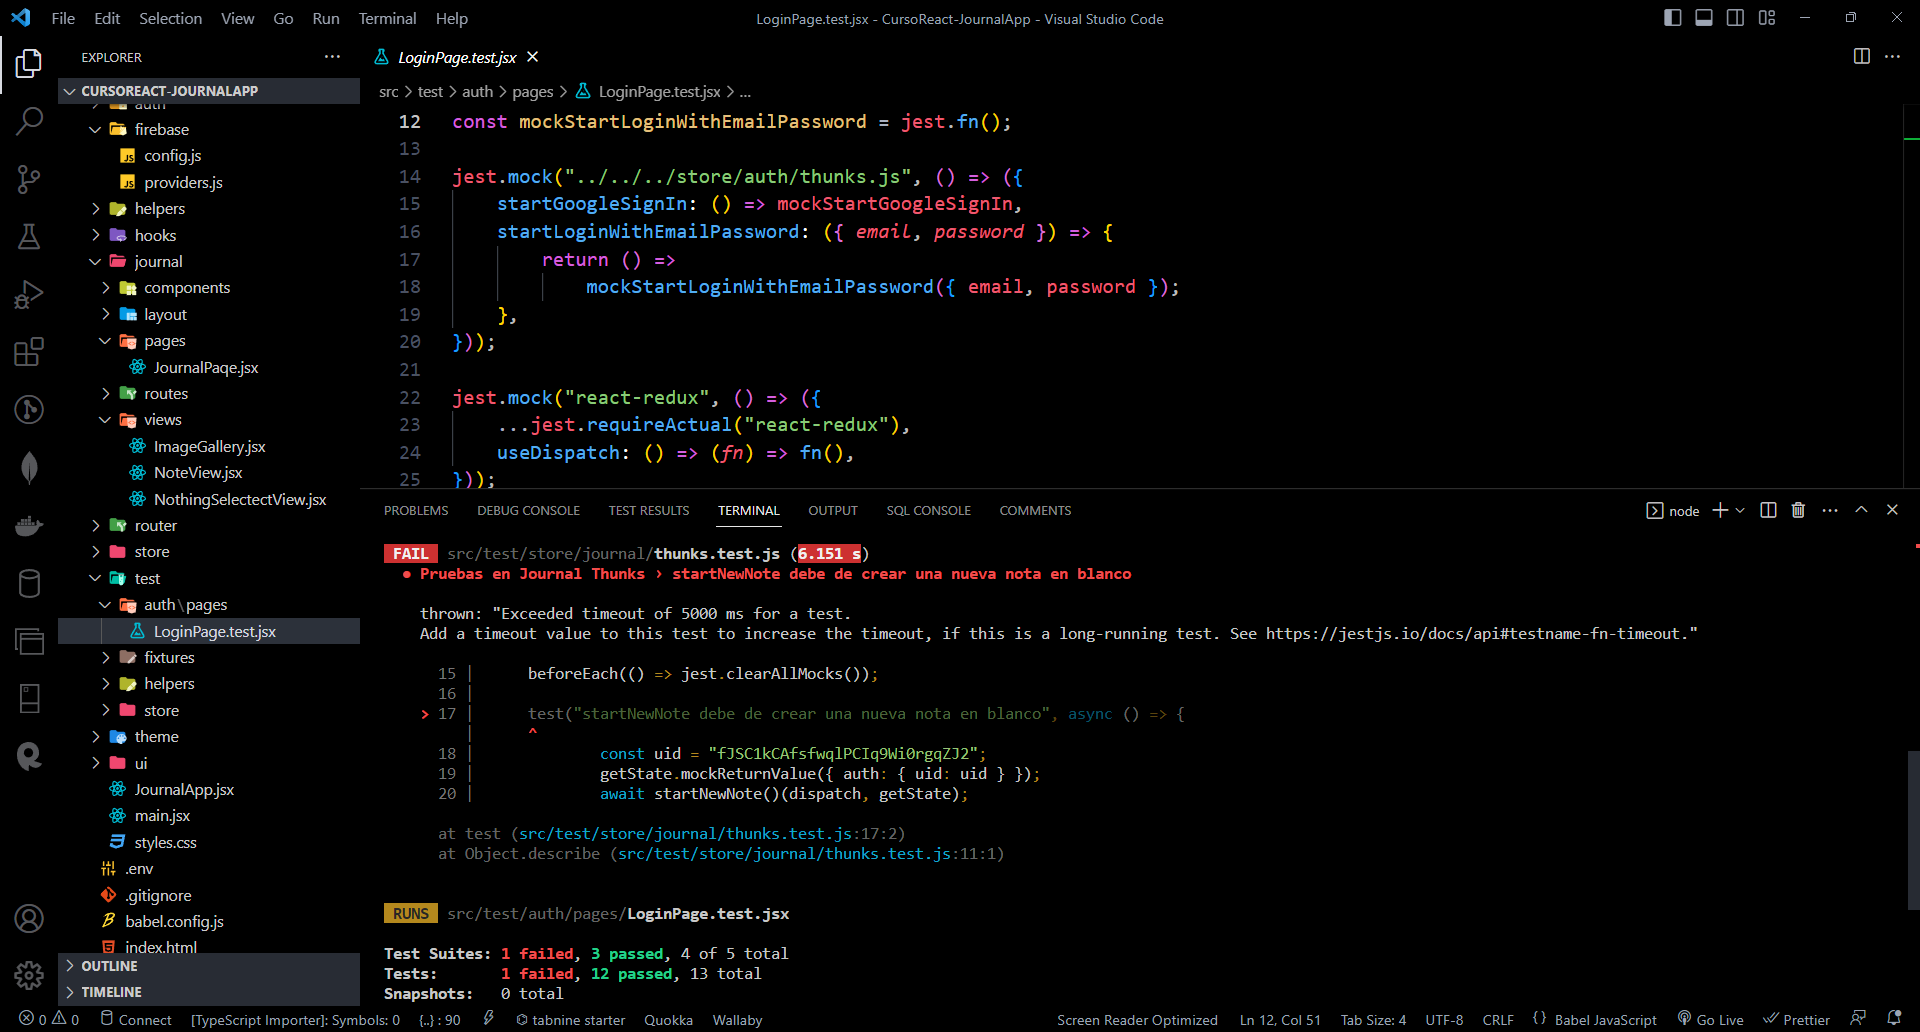 File Edit Selection View Go Run Terminal Help
LoginPage.test.jsx - CursoReact-JournalApp - Visual Studio Code
EXPLORER
CURSOREACT-JOURNALAPP
auth
firebase
config.js
providers.js
helpers
hooks
journal
components
layout
pages
JournalPage.jsx
routes
views
ImageGallery.jsx
NoteView.jsx
NothingSelectectView.jsx
router
store
test
auth\pages
LoginPage.test.jsx
fixtures
helpers
store
theme
ui
JournalApp.jsx
main.jsx
styles.css
.env
.gitignore
babel.config.js
index.html
OUTLINE
TIMELINE
LoginPage.test.jsx
src > test > auth > pages > LoginPage.test.jsx > ...
12 const mockStartLoginWithEmailPassword = jest.fn();
13
14 jest.mock("../../../store/auth/thunks.js", () => ({
15 startGoogleSignIn: () => mockStartGoogleSignIn,
16 startLoginWithEmailPassword: ({ email, password }) => {
17 return () =>
18 mockStartLoginWithEmailPassword({ email, password });
19 },
20 }));
21
22 jest.mock("react-redux", () => ({
23 ...jest.requireActual("react-redux"),
24 useDispatch: () => (fn) => fn(),
25 }));
PROBLEMS DEBUG CONSOLE TEST RESULTS TERMINAL OUTPUT SQL CONSOLE COMMENTS
node
FAIL src/test/store/journal/thunks.test.js (6.151 s)
● Pruebas en Journal Thunks › startNewNote debe de crear una nueva nota en blanco
thrown: "Exceeded timeout of 5000 ms for a test.
Add a timeout value to this test to increase the timeout, if this is a long-running test. See https://jestjs.io/docs/api#testname-fn-timeout."
15 | beforeEach(() => jest.clearAllMocks());
16 |
> 17 | test("startNewNote debe de crear una nueva nota en blanco", async () => {
| ^
18 | const uid = "fJSC1kCAfsfwqlPCIq9Wi0rgqZJ2";
19 | getState.mockReturnValue({ auth: { uid: uid } });
20 | await startNewNote()(dispatch, getState);
at test (src/test/store/journal/thunks.test.js:17:2)
at Object.describe (src/test/store/journal/thunks.test.js:11:1)
RUNS src/test/auth/pages/LoginPage.test.jsx
Test Suites: 1 failed, 3 passed, 4 of 5 total
Tests: 1 failed, 12 passed, 13 total
Snapshots: 0 total
0 0 Connect [TypeScript Importer]: Symbols: 0 {..} : 90 tabnine starter Quokka Wallaby Screen Reader Optimized Ln 12, Col 51 Tab Size: 4 UTF-8 CRLF {} Babel JavaScript Go Live Prettier